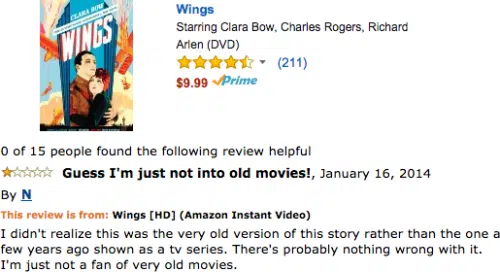 CLARA BOW
WINGS
Wings
Starring Clara Bow, Charles Rogers, Richard
Arlen (DVD)
(211)
$9.99 Prime
0 of 15 people found the following review helpful
Guess I'm just not into old movies!, January 16, 2014
By N
This review is from: Wings [HD] (Amazon Instant Video)
I didn't realize this was the very old version of this story rather than the one a
few years ago shown as a tv series. There's probably nothing wrong with it.
I'm just not a fan of very old movies.